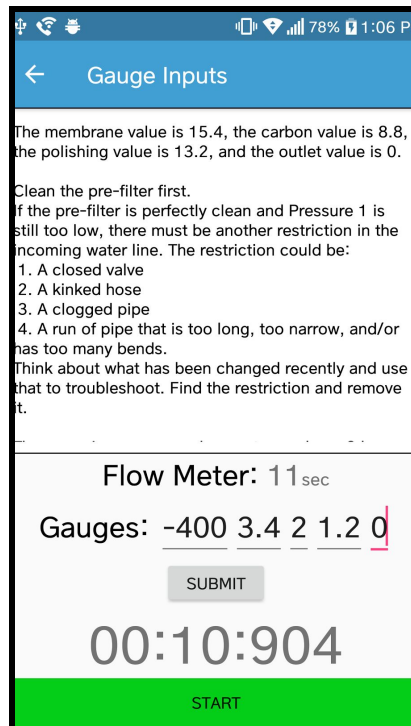 78% 1:06 P
Gauge Inputs
The membrane value is 15.4, the carbon value is 8.8,
the polishing value is 13.2, and the outlet value is 0.
Clean the pre-filter first.
If the pre-filter is perfectly clean and Pressure 1 is
still too low, there must be another restriction in the
incoming water line. The restriction could be:
1. A closed valve
2. A kinked hose
3. A clogged pipe
4. A run of pipe that is too long, too narrow, and/or
has too many bends.
Think about what has been changed recently and use
that to troubleshoot. Find the restriction and remove
it.
Flow Meter: 11 sec
Gauges: -400 3.4 2 1.2 0
SUBMIT
00:10:904
START